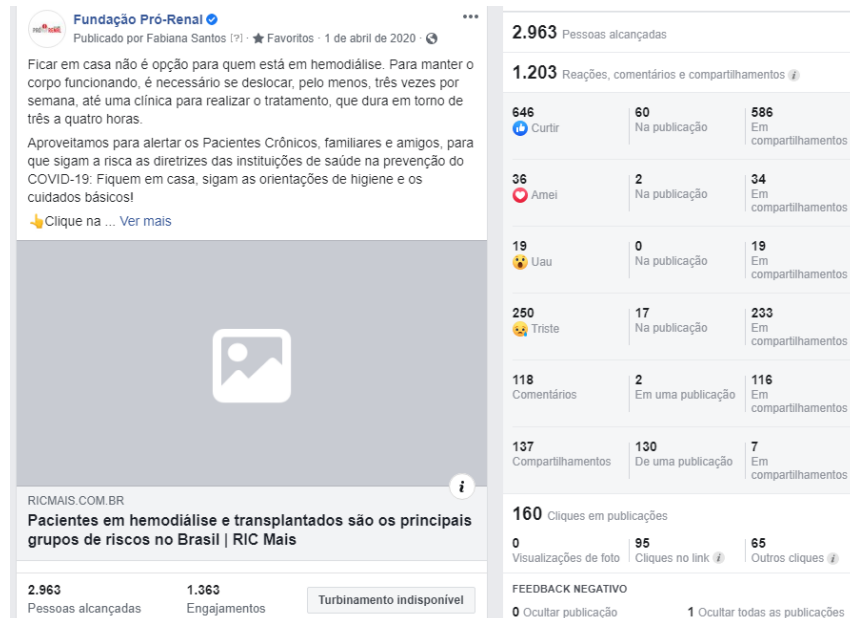 Fundação Pró-Renal
Publicado por Fabiana Santos [?] · Favoritos · 1 de abril de 2020 ·
Ficar em casa não é opção para quem está em hemodiálise. Para manter o
corpo funcionando, é necessário se deslocar, pelo menos, três vezes por
semana, até uma clínica para realizar o tratamento, que dura em torno de
três a quatro horas.
Aproveitamos para alertar os Pacientes Crônicos, familiares e amigos, para
que sigam a risca as diretrizes das instituições de saúde na prevenção do
COVID-19: Fiquem em casa, sigam as orientações de higiene e os
cuidados básicos!
👆Clique na ... Ver mais
RICMAIS.COM.BR
Pacientes em hemodiálise e transplantados são os principais
grupos de riscos no Brasil | RIC Mais
2.963
Pessoas alcançadas
1.363
Engajamentos
Turbinamento indisponível
2.963 Pessoas alcançadas
1.203 Reações, comentários e compartilhamentos
646
Curtir
60
Na publicação
586
Em
compartilhamentos
36
Amei
2
Na publicação
34
Em
compartilhamentos
19
Uau
0
Na publicação
19
Em
compartilhamentos
250
Triste
17
Na publicação
233
Em
compartilhamentos
118
Comentários
2
Em uma publicação
116
Em
compartilhamentos
137
Compartilhamentos
130
De uma publicação
7
Em
compartilhamentos
160 Cliques em publicações
0
Visualizações de foto
95
Cliques no link
65
Outros cliques
FEEDBACK NEGATIVO
0 Ocultar publicação
1 Ocultar todas as publicações